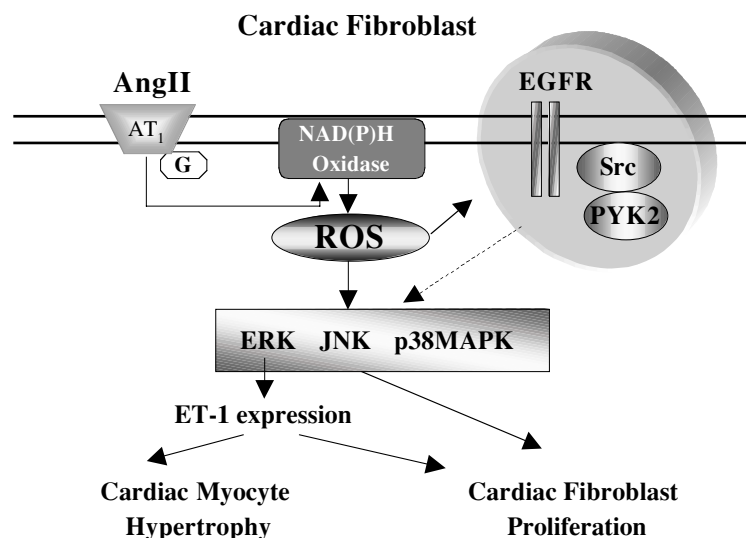 Cardiac Fibroblast
AngII
EGFR
AT1
NAD(P)H
Oxidase
G
Src
PYK2
ROS
ERK JNK p38MAPK
ET-1 expression
Cardiac Myocyte
Hypertrophy
Cardiac Fibroblast
Proliferation